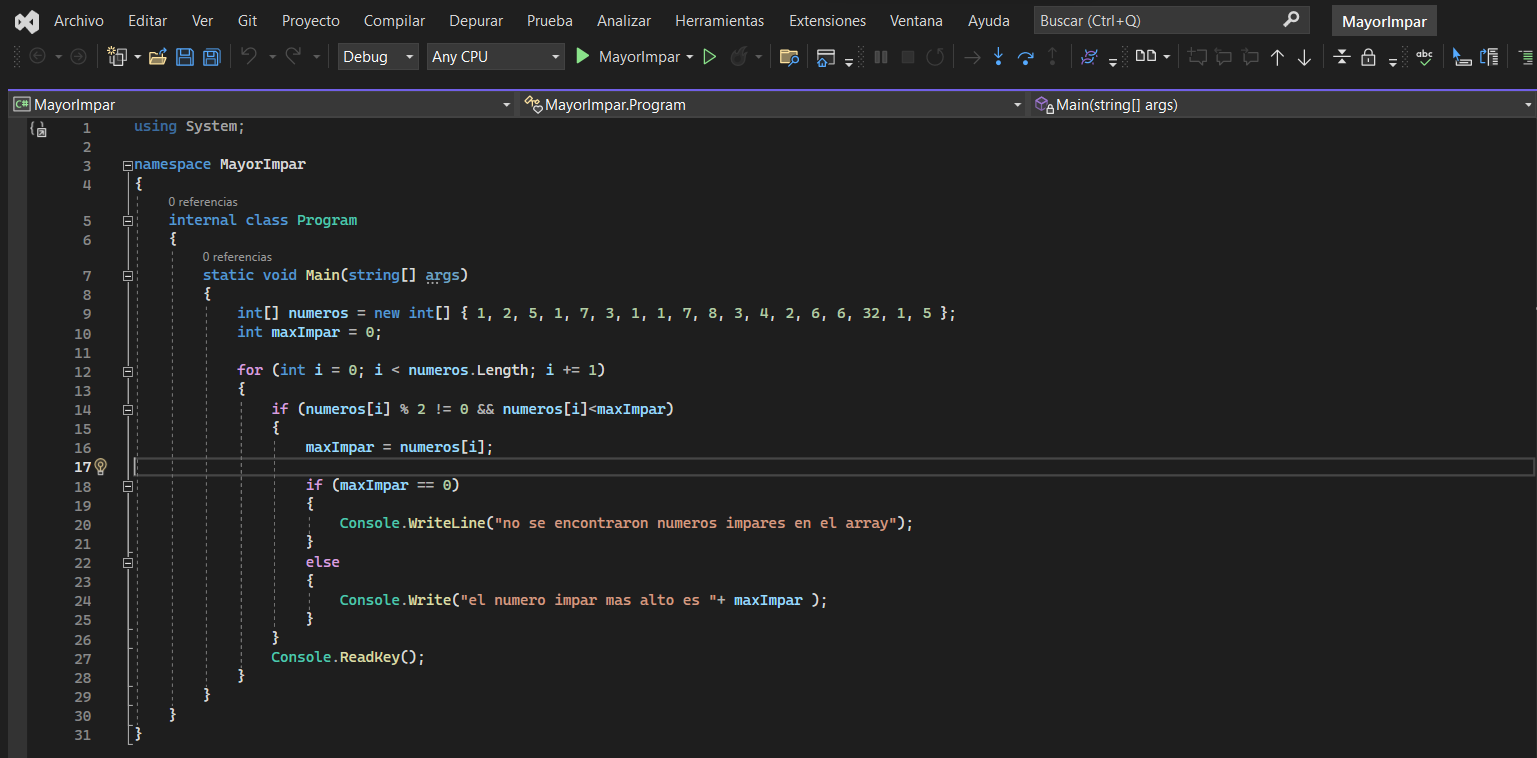 Archivo Editar Ver Git Proyecto Compilar Depurar Prueba Analizar Herramientas Extensiones Ventana Ayuda Buscar (Ctrl+Q) MayorImpar
Debug Any CPU MayorImpar abc
C# MayorImpar MayorImpar.Program Main(string[] args)
1 using System;
2
3 namespace MayorImpar
4 {
0 referencias
5 internal class Program
6 {
0 referencias
7 static void Main(string[] args)
8 {
9 int[] numeros = new int[] { 1, 2, 5, 1, 7, 3, 1, 1, 7, 8, 3, 4, 2, 6, 6, 32, 1, 5 };
10 int maxImpar = 0;
11
12 for (int i = 0; i < numeros.Length; i += 1)
13 {
14 if (numeros[i] % 2 != 0 && numeros[i]<maxImpar)
15 {
16 maxImpar = numeros[i];
17
18 if (maxImpar == 0)
19 {
20 Console.WriteLine("no se encontraron numeros impares en el array");
21 }
22 else
23 {
24 Console.Write("el numero impar mas alto es "+ maxImpar );
25 }
26 }
27 Console.ReadKey();
28 }
29 }
30 }
31 }